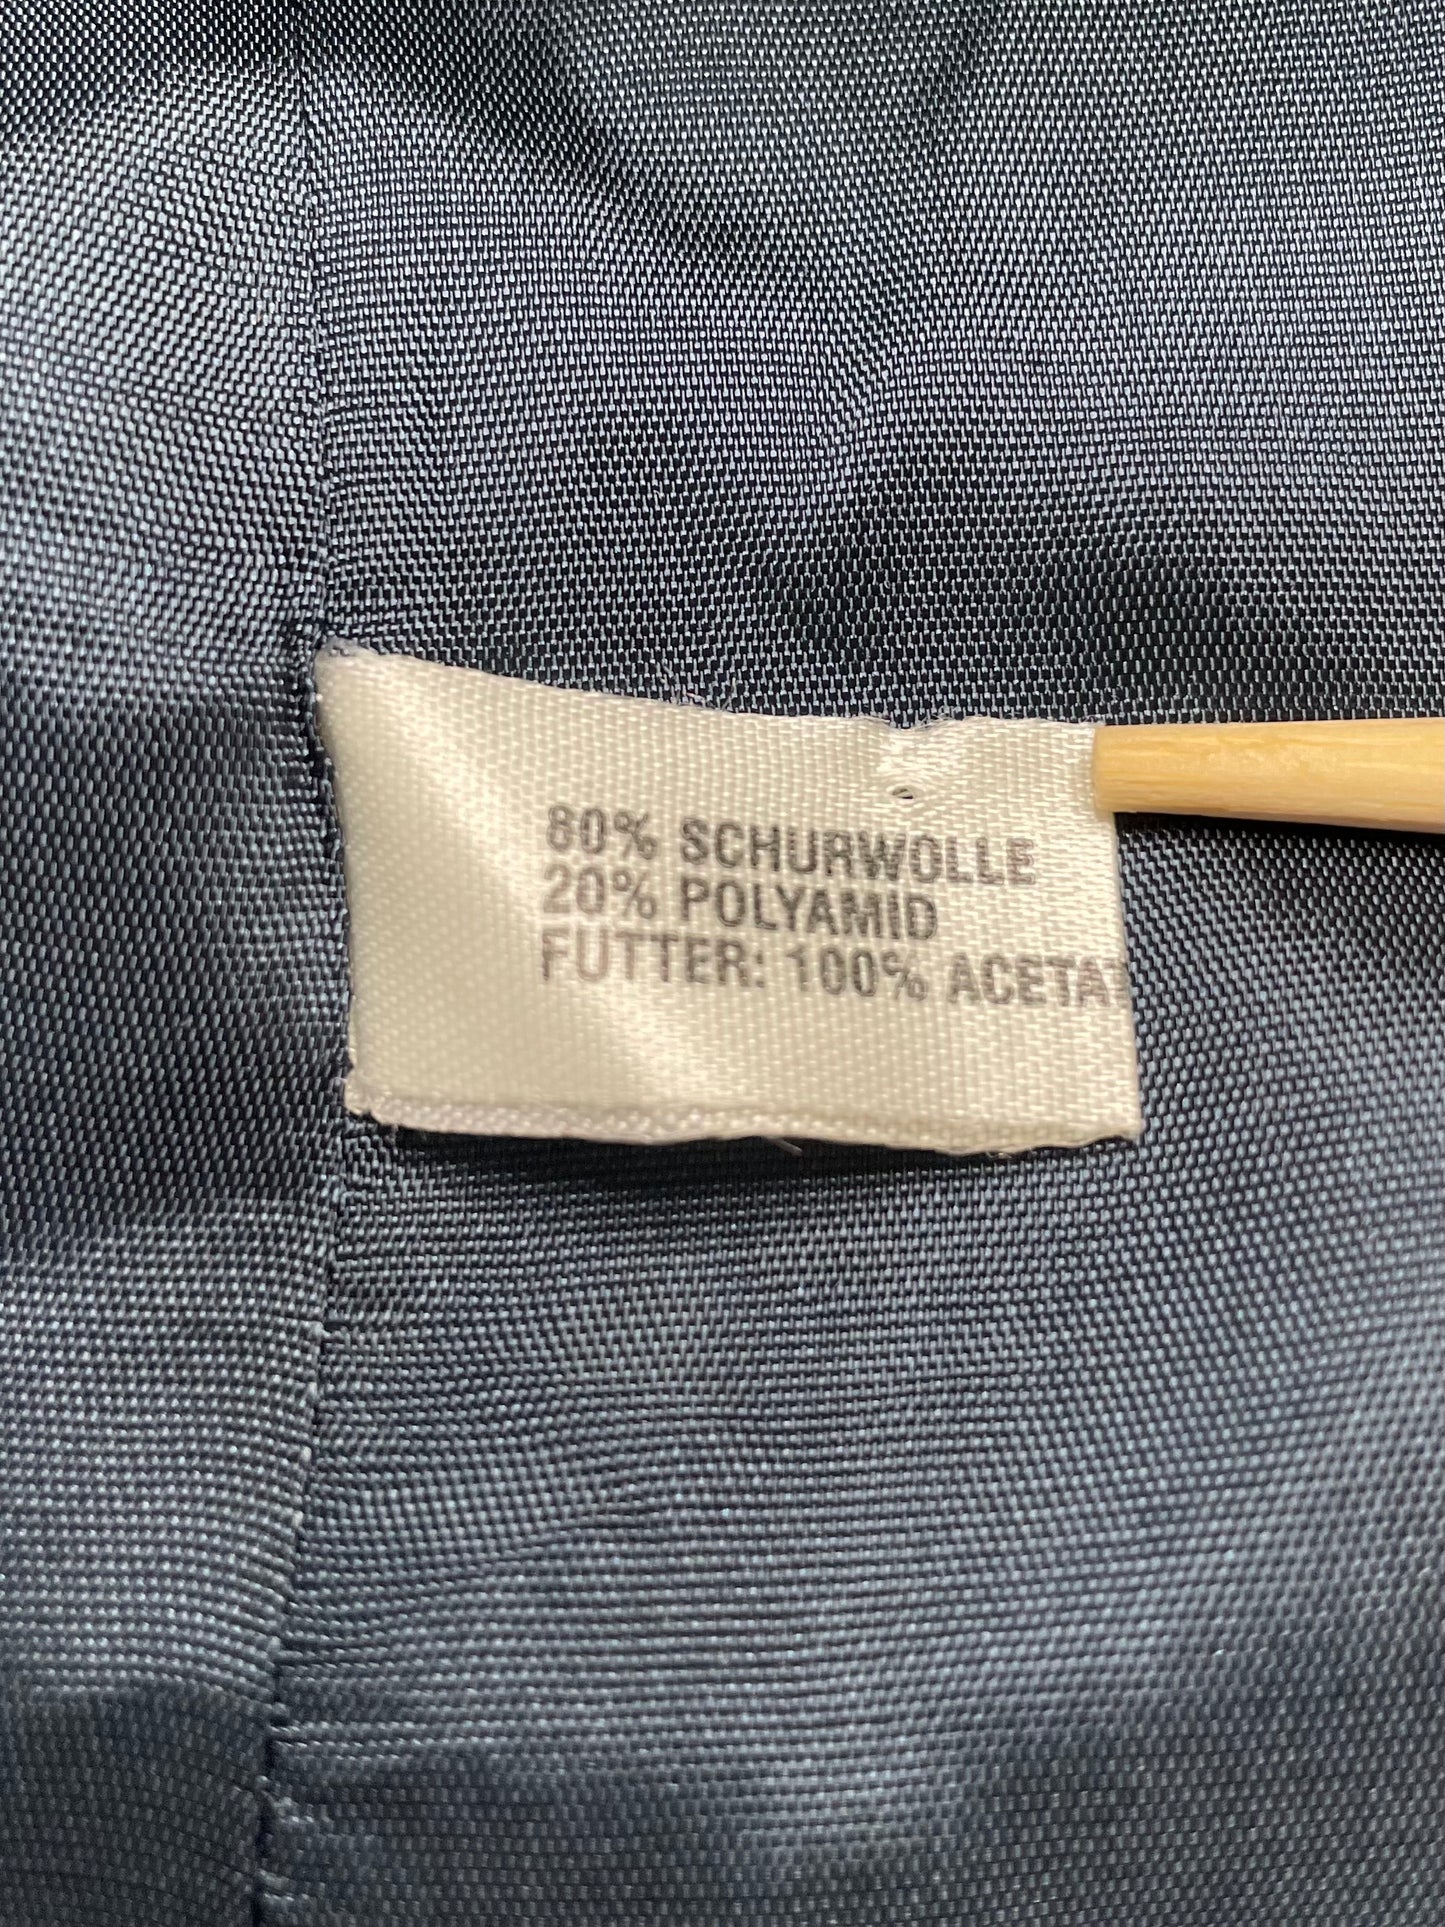 80% SCHURWOLLE
20% POLYAMID
FUTTER: 100% ACETAT